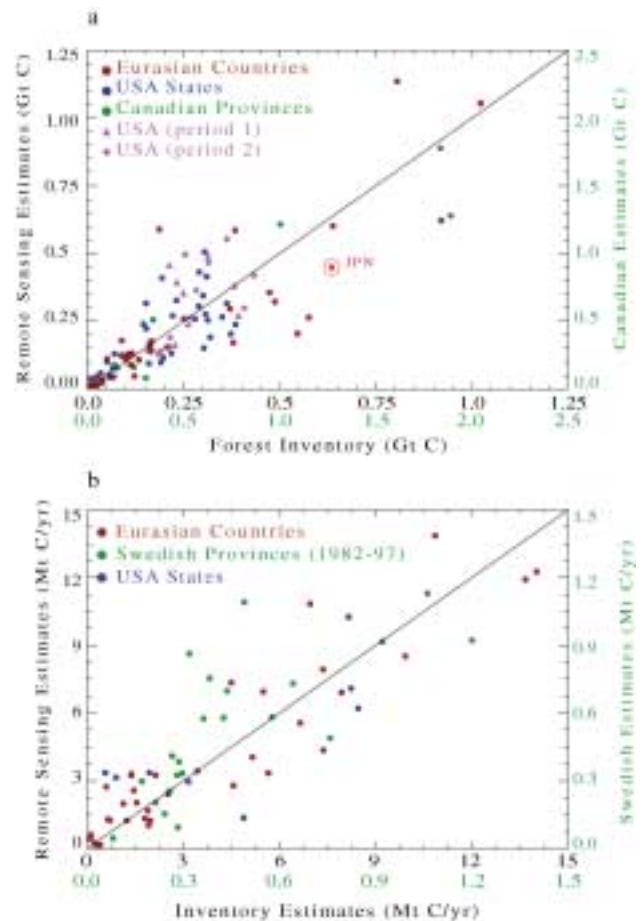 a
Remote Sensing Estimates (Gt C)
1.25
1.00
0.75
0.50
0.25
0.00
Eurasian Countries
USA States
Canadian Provinces
USA (period 1)
USA (period 2)
JPN
2.5
2.0
1.5
1.0
0.5
0.0
Canadian Estimates (Gt C)
0.0 0.25 0.50 0.75 1.0 1.25
0.0 0.5 1.0 1.5 2.0 2.5
Forest Inventory (Gt C)
b
Remote Sensing Estimates (Mt C/yr)
15
12
9
6
3
0
Eurasian Countries
Swedish Provinces (1982-97)
USA States
1.5
1.2
0.9
0.6
0.3
0.0
Swedish Estimates (Mt C/yr)
0 3 6 9 12 15
0.0 0.3 0.6 0.9 1.2 1.5
Inventory Estimates (Mt C/yr)